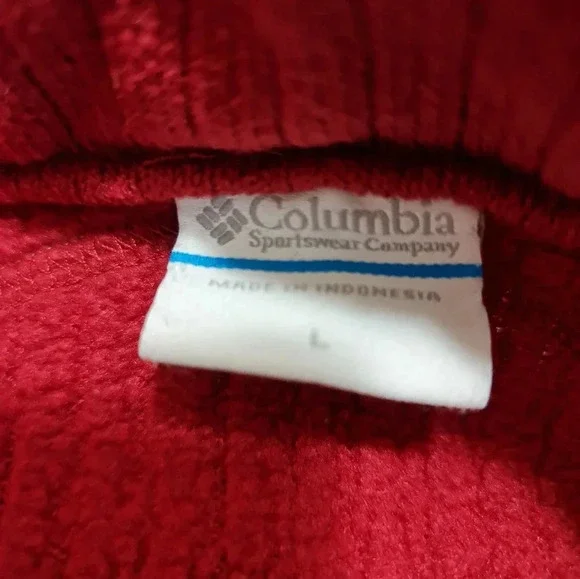 Columbia
Sportswear Company
MADE IN INDONESIA
L